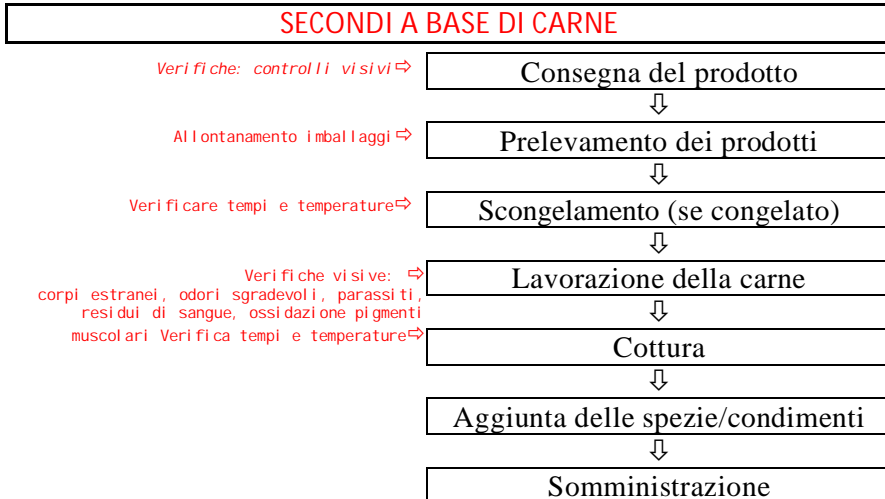 SECONDI A BASE DI CARNE
Verifiche: controlli visivi⇨
Consegna del prodotto
⇩
Allontanamento imballaggi⇨
Prelevamento dei prodotti
⇩
Verificare tempi e temperature⇨
Scongelamento (se congelato)
⇩
Verifiche visive: ⇨
Lavorazione della carne
corpi estranei, odori sgradevoli, parassiti,
residui di sangue, ossidazione pigmenti
⇩
muscolari Verifica tempi e temperature⇨
Cottura
⇩
Aggiunta delle spezie/condimenti
⇩
Somministrazione